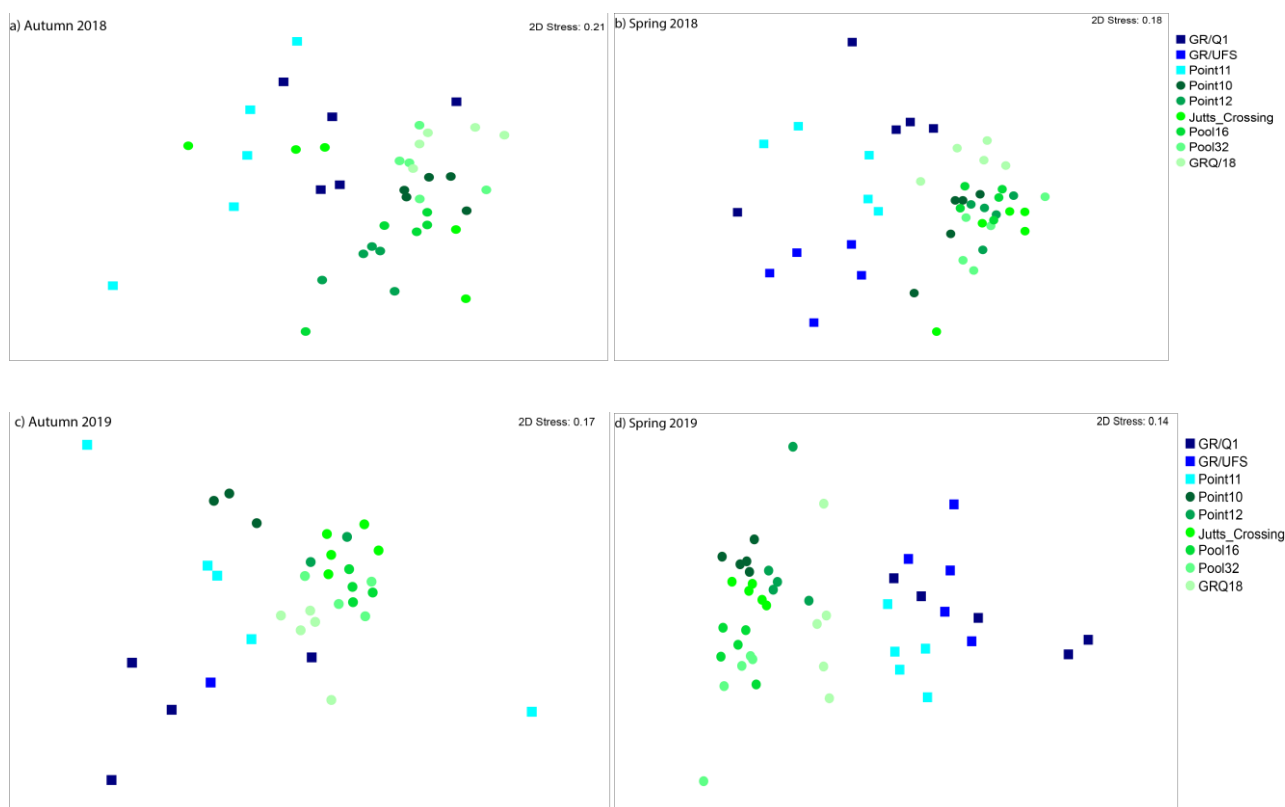 a) Autumn 2018
2D Stress: 0.21
b) Spring 2018
2D Stress: 0.18
GR/Q1
GR/UFS
Point11
Point10
Point12
Jutts_Crossing
Pool16
Pool32
GRQ/18
c) Autumn 2019
2D Stress: 0.17
d) Spring 2019
2D Stress: 0.14
GR/Q1
GR/UFS
Point11
Point10
Point12
Jutts_Crossing
Pool16
Pool32
GRQ18